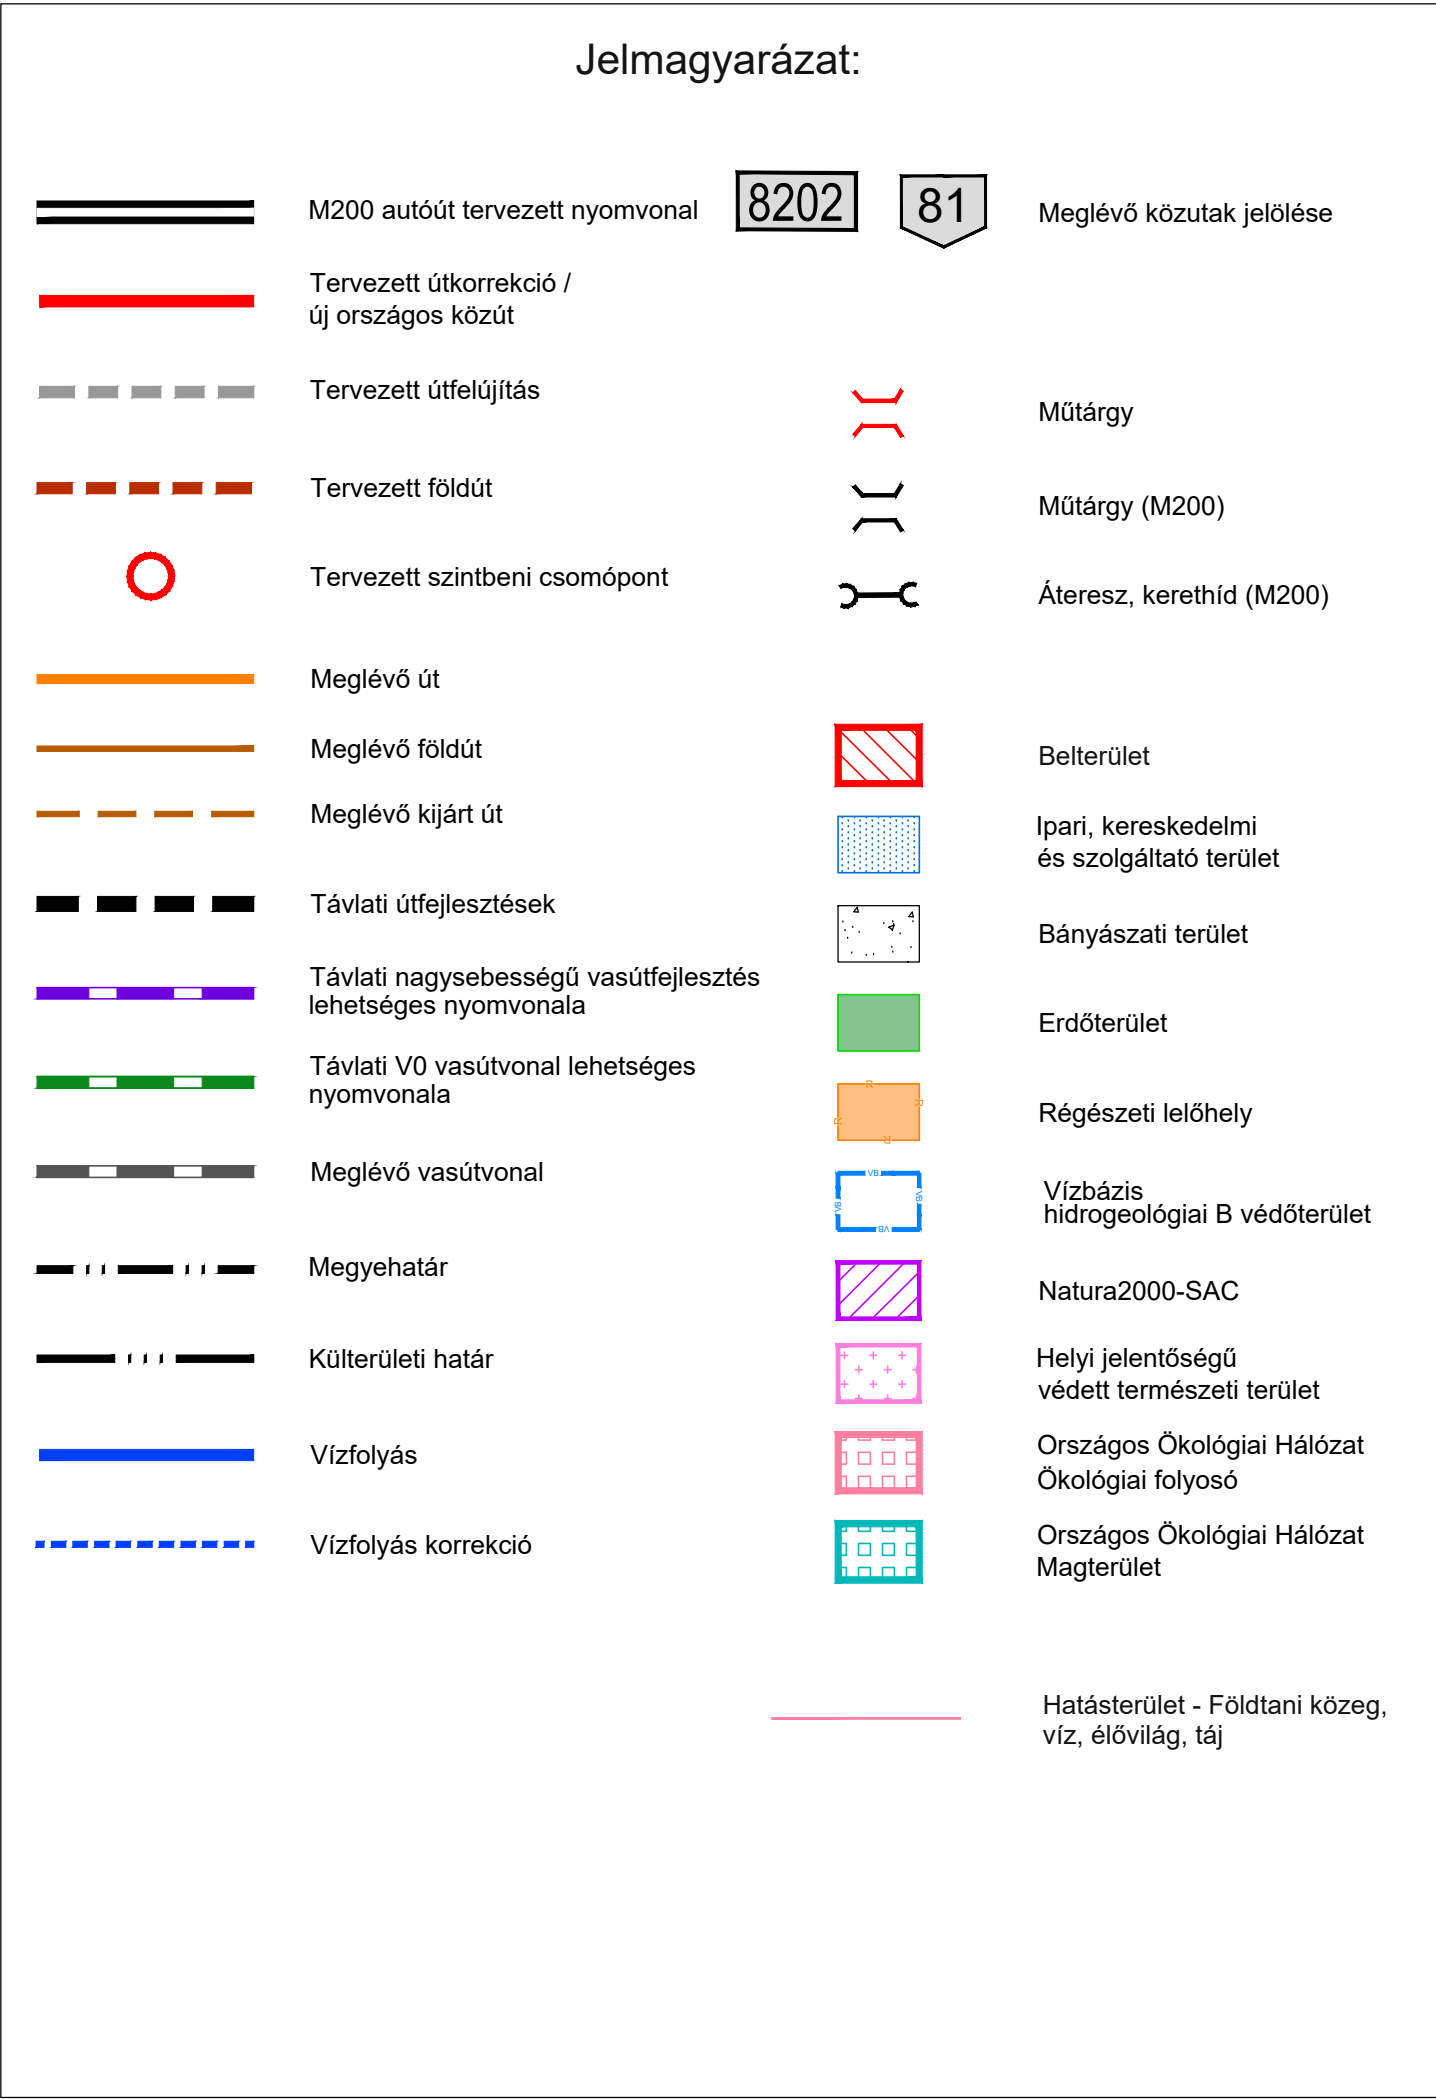 Jelmagyarázat:
M200 autóút tervezett nyomvonal
Tervezett útkorrekció /
új országos közút
Tervezett útfelújítás
Tervezett földút
Tervezett szintbeni csomópont
Meglévő út
Meglévő földút
Meglévő kijárt út
Távlati útfejlesztések
Távlati nagysebességű vasútfejlesztés
lehetséges nyomvonala
Távlati V0 vasútvonal lehetséges
nyomvonala
Meglévő vasútvonal
Megyehatár
Külterületi határ
Vízfolyás
Vízfolyás korrekció
8202
81
Meglévő közutak jelölése
Műtárgy
Műtárgy (M200)
Áteresz, kerethíd (M200)
Belterület
Ipari, kereskedelmi
és szolgáltató terület
Bányászati terület
Erdőterület
R
R
R
R
Régészeti lelőhely
VB
VB
VB
VB
Vízbázis
hidrogeológiai B védőterület
Natura2000-SAC
Helyi jelentőségű
védett természeti terület
Országos Ökológiai Hálózat
Ökológiai folyosó
Országos Ökológiai Hálózat
Magterület
Hatásterület - Földtani közeg,
víz, élővilág, táj